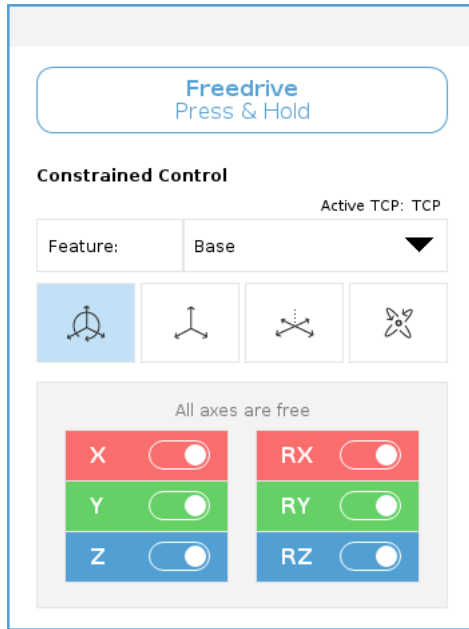 Freedrive
Press & Hold
Constrained Control
Active TCP: TCP
Feature: Base
All axes are free
X RX
Y RY
Z RZ